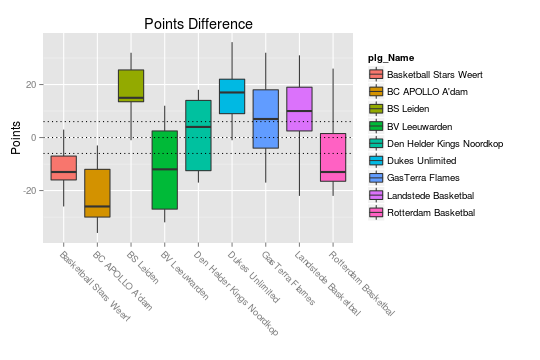 Points Difference
Points
20
0
-20
Basketball Stars Weert
BC APOLLO A'dam
BS Leiden
BV Leeuwarden
Den Helder Kings Noordkop
Dukes Unlimited
GasTerra Flames
Landstede Basketbal
Rotterdam Basketbal
plg_Name
Basketball Stars Weert
BC APOLLO A'dam
BS Leiden
BV Leeuwarden
Den Helder Kings Noordkop
Dukes Unlimited
GasTerra Flames
Landstede Basketbal
Rotterdam Basketbal